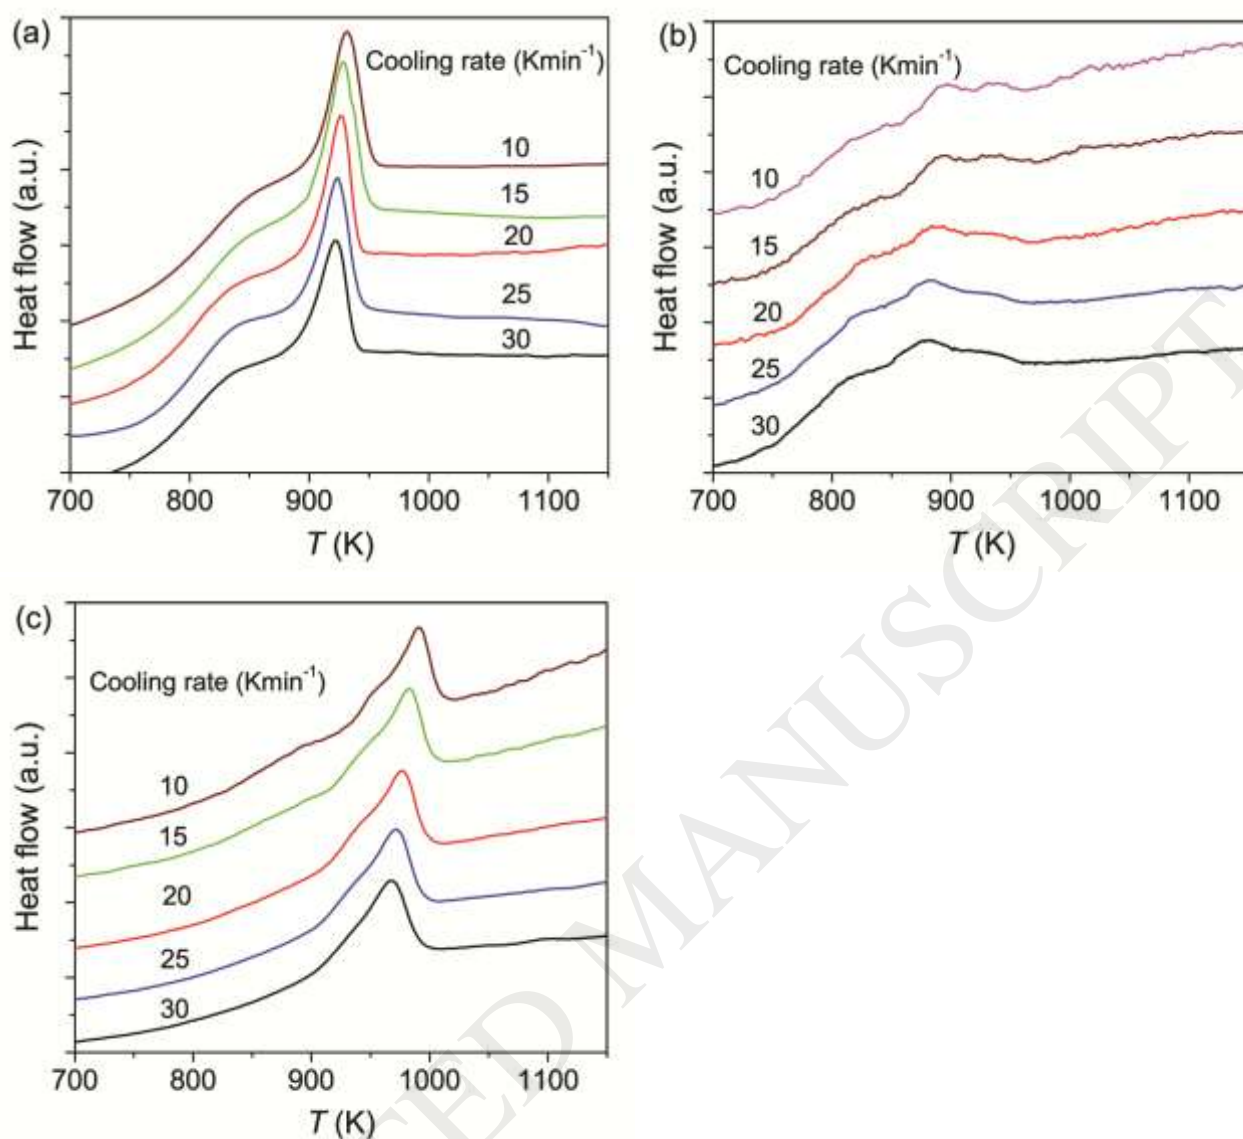 (a)
Cooling rate (Kmin⁻¹)
10
15
20
25
30
Heat flow (a.u.)
700 800 900 1000 1100
T (K)
(b)
Cooling rate (Kmin⁻¹)
10
15
20
25
30
Heat flow (a.u.)
700 800 900 1000 1100
T (K)
(c)
Cooling rate (Kmin⁻¹)
10
15
20
25
30
Heat flow (a.u.)
700 800 900 1000 1100
T (K)
TED MANUSCRIPT